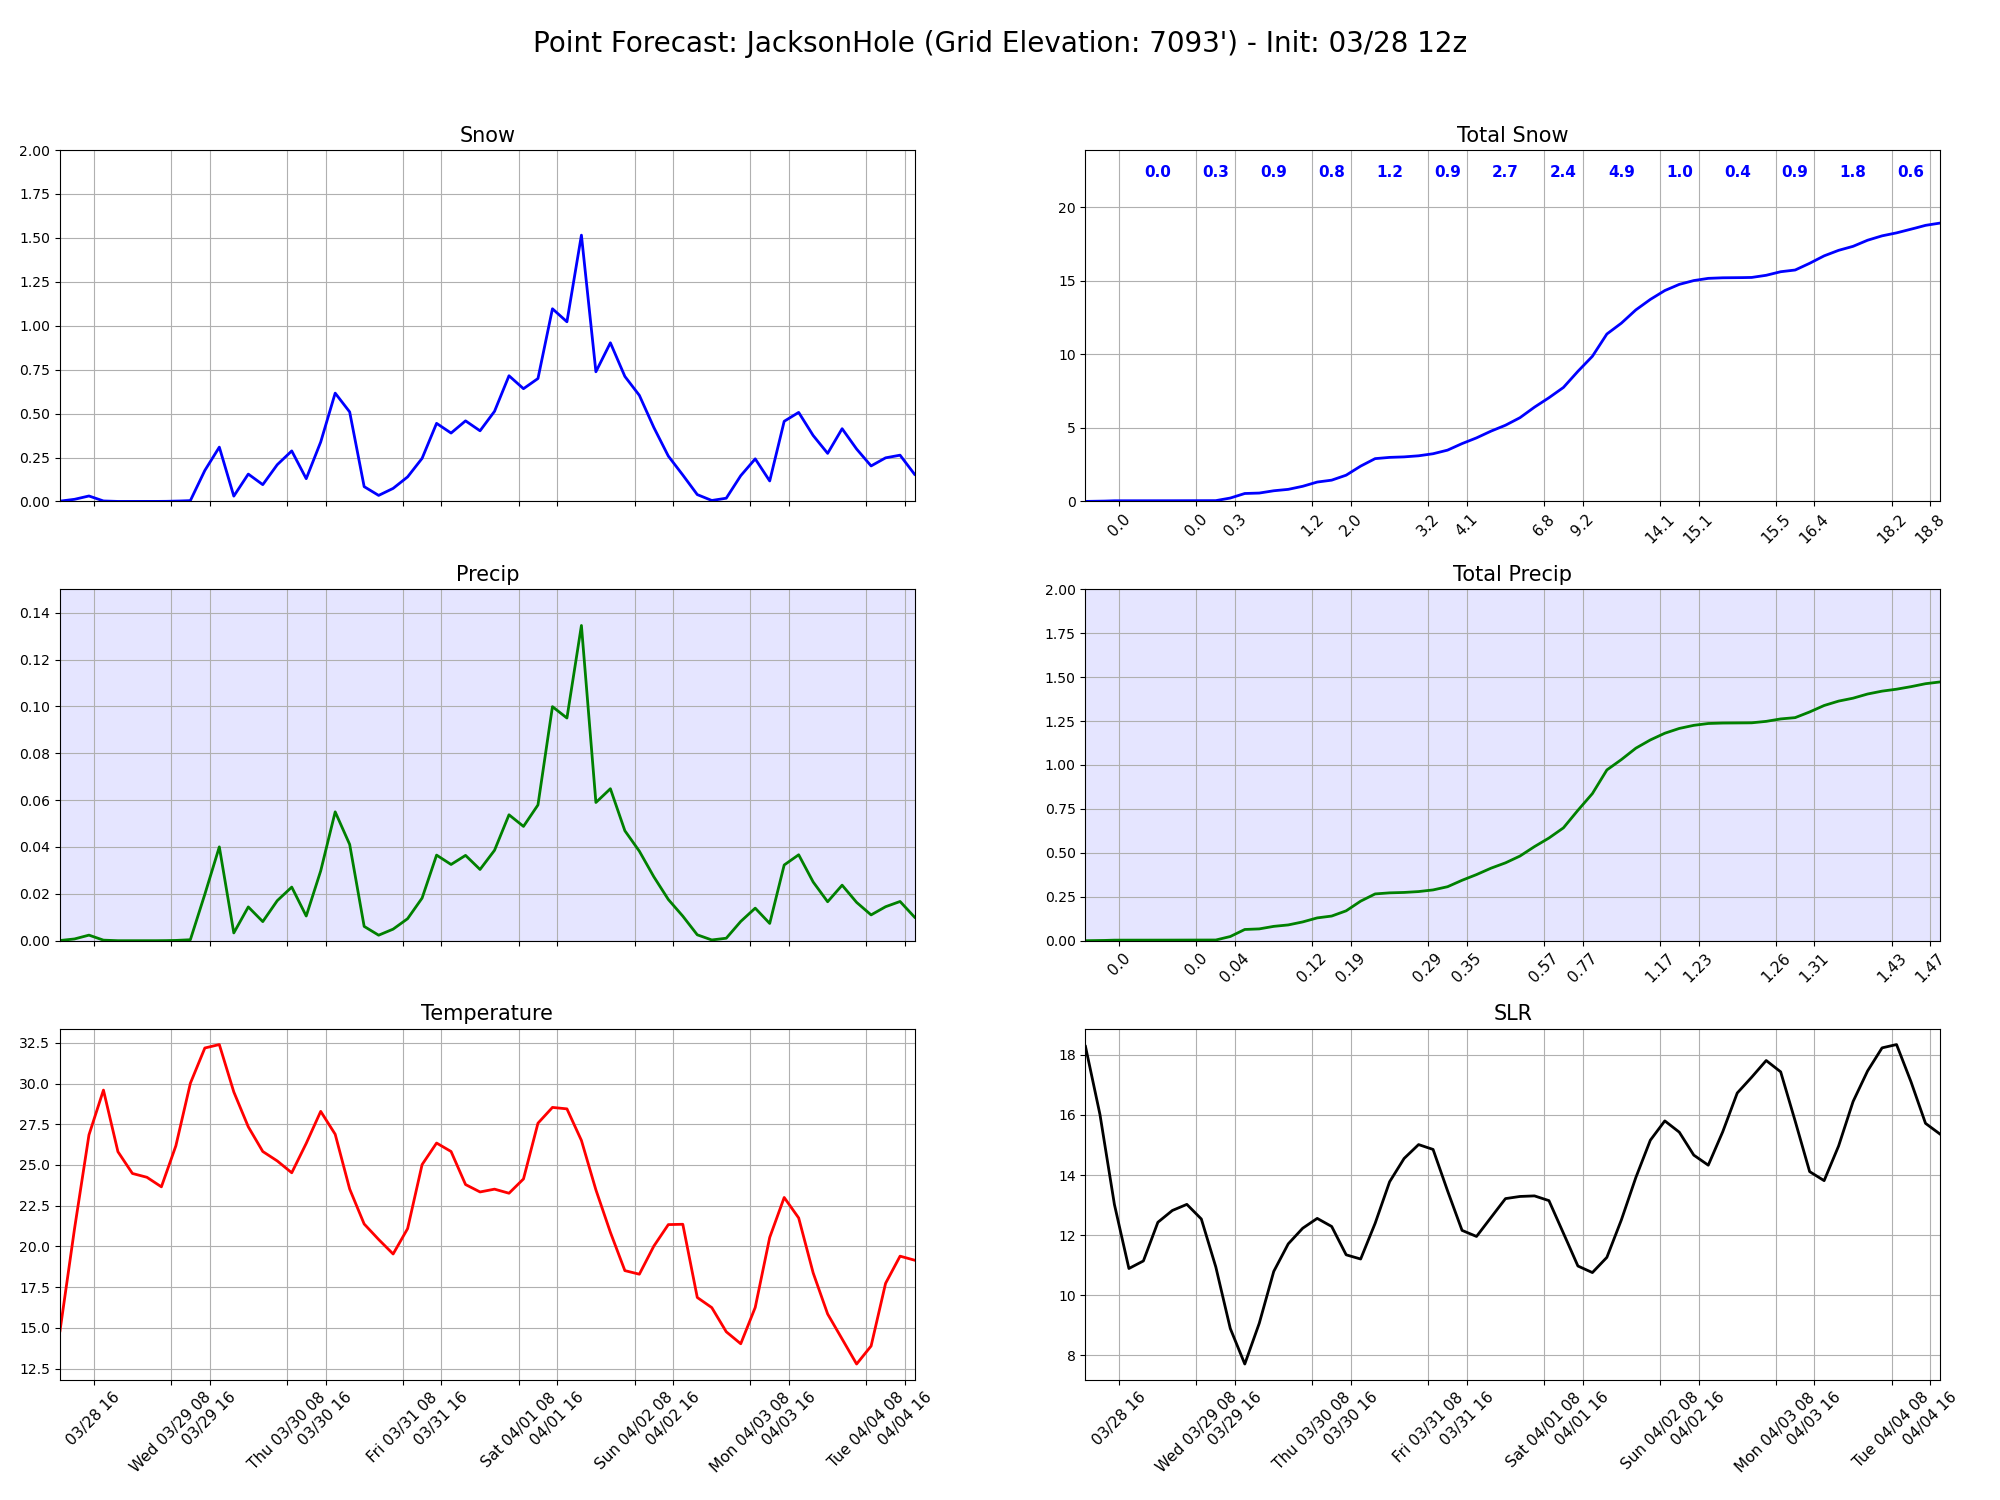 Point Forecast: JacksonHole (Grid Elevation: 7093') - Init: 03/28 12z
Snow
2.00
1.75
1.50
1.25
1.00
0.75
0.50
0.25
0.00
Total Snow
0.0 0.3 0.9 0.8 1.2 0.9 2.7 2.4 4.9 1.0 0.4 0.9 1.8 0.6
20
15
10
5
0
0.0 0.0 0.3 1.2 2.0 3.2 4.1 6.8 9.2 14.1 15.1 15.5 16.4 18.2 18.8
Precip
0.14
0.12
0.10
0.08
0.06
0.04
0.02
0.00
Total Precip
2.00
1.75
1.50
1.25
1.00
0.75
0.50
0.25
0.00
0.0 0.0 0.04 0.12 0.19 0.29 0.35 0.57 0.77 1.17 1.23 1.26 1.31 1.43 1.47
Temperature
32.5
30.0
27.5
25.0
22.5
20.0
17.5
15.0
12.5
03/28 16
Wed 03/29 08
03/29 16
Thu 03/30 08
03/30 16
Fri 03/31 08
03/31 16
Sat 04/01 08
04/01 16
Sun 04/02 08
04/02 16
Mon 04/03 08
04/03 16
Tue 04/04 08
04/04 16
SLR
18
16
14
12
10
8
03/28 16
Wed 03/29 08
03/29 16
Thu 03/30 08
03/30 16
Fri 03/31 08
03/31 16
Sat 04/01 08
04/01 16
Sun 04/02 08
04/02 16
Mon 04/03 08
04/03 16
Tue 04/04 08
04/04 16